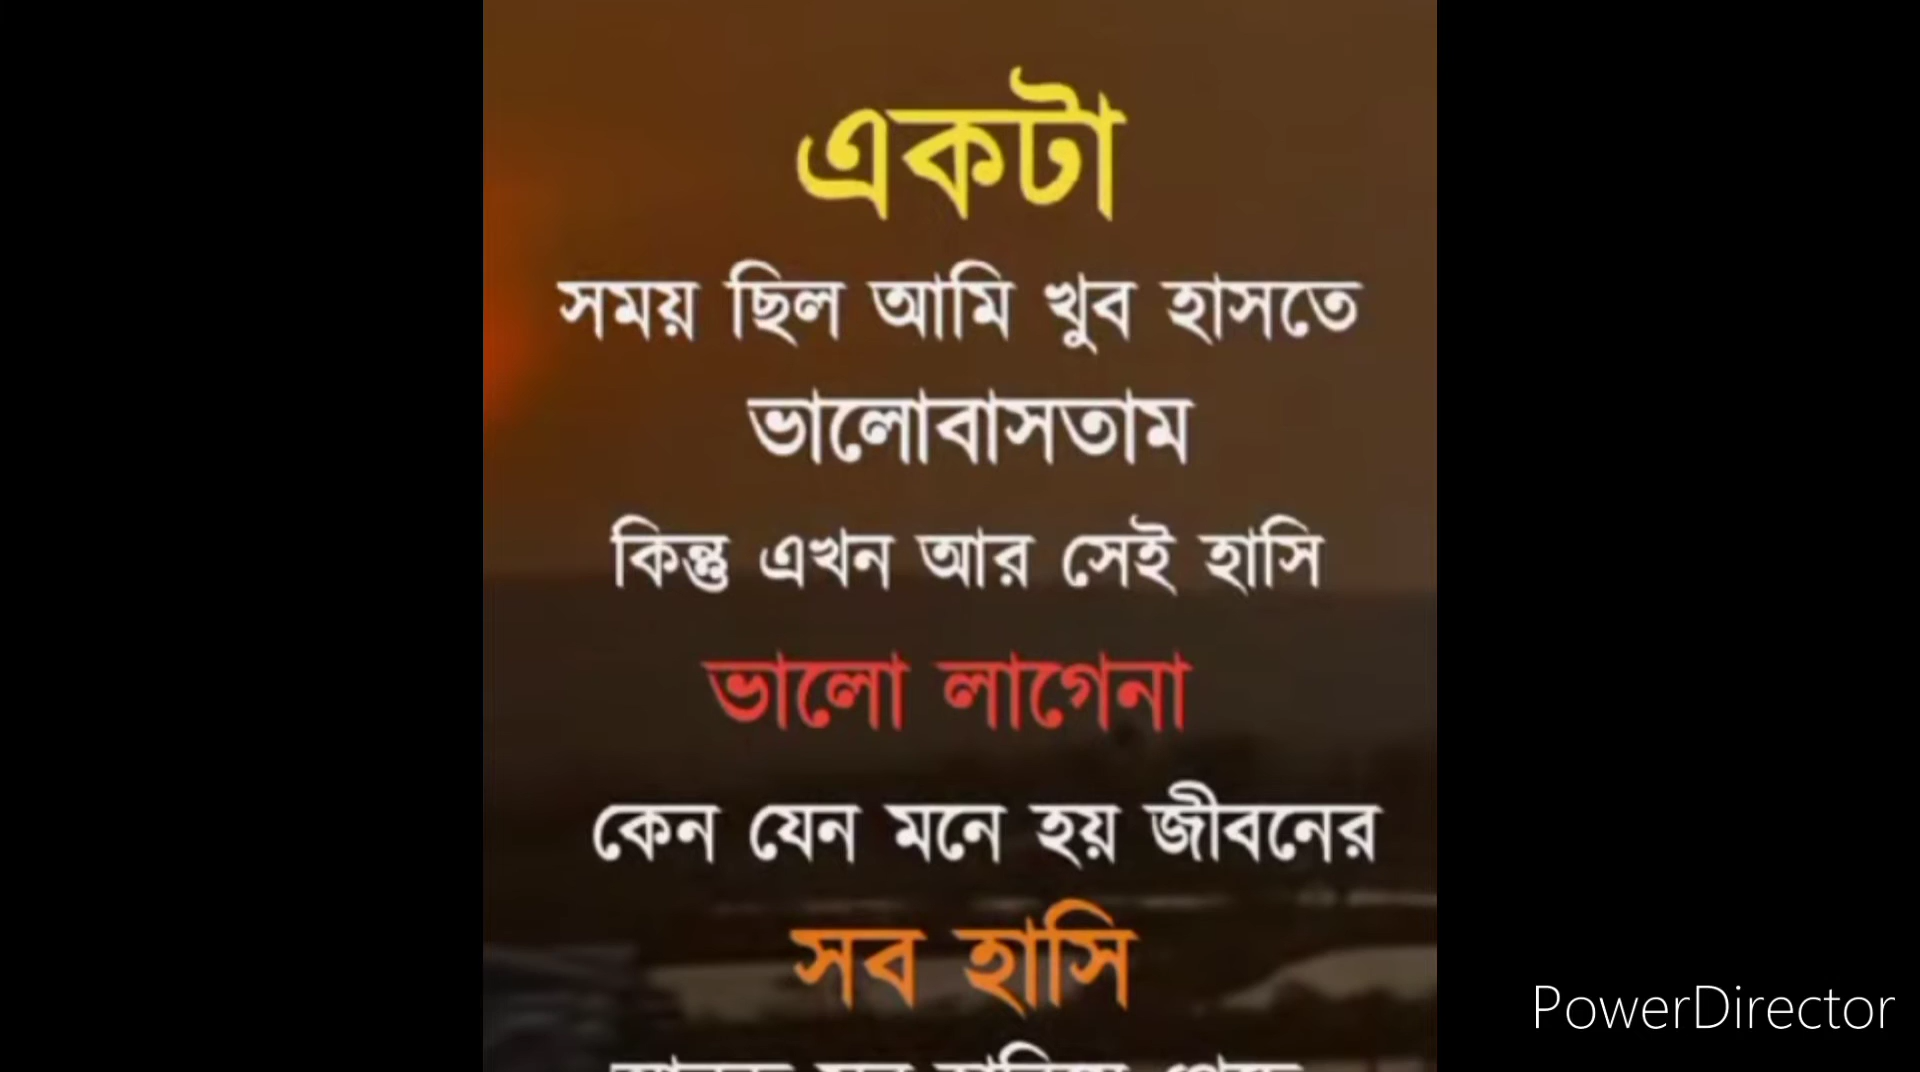 একটা
সময় ছিল আমি খুব হাসতে
ভালোবাসতাম
কিন্তু এখন আর সেই হাসি
ভালো লাগেনা
কেন যেন মনে হয় জীবনের
সব হাসি
PowerDirector